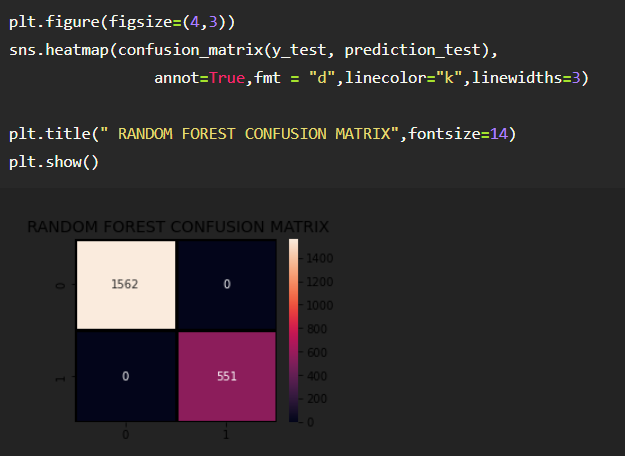 plt.figure(figsize=(4,3))
sns.heatmap(confusion_matrix(y_test, prediction_test),
annot=True,fmt = "d",linecolor="k",linewidths=3)
plt.title(" RANDOM FOREST CONFUSION MATRIX",fontsize=14)
plt.show()
RANDOM FOREST CONFUSION MATRIX
0
1562
0
1
0
551
0
1
1400
1200
1000
800
600
400
200
0